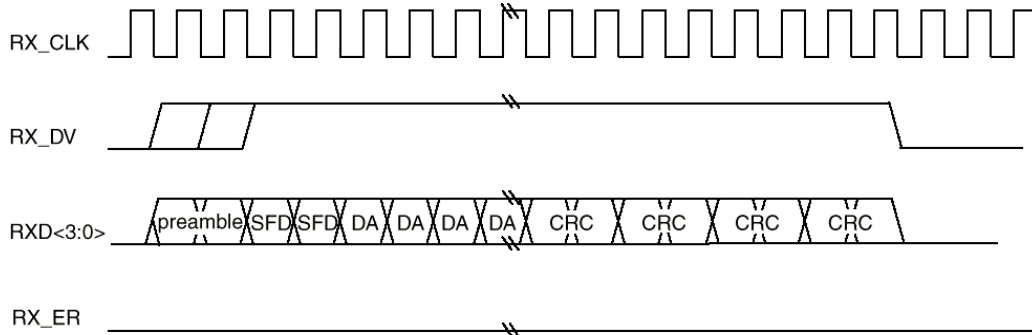 RX_CLK
RX_DV
RXD<3:0> preamble SFD SFD DA DA DA DA CRC CRC CRC CRC
RX_ER